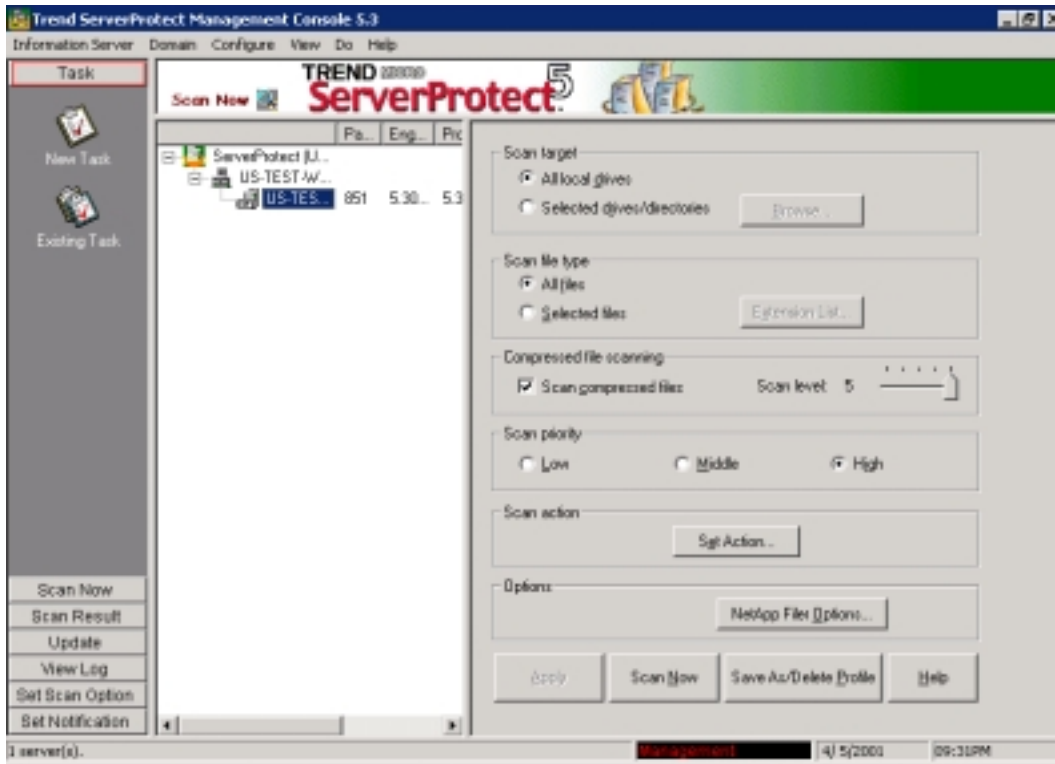 Trend ServerProtect Management Console 5.3
Information Server Domain Configure View Do Help
Task
New Task
Existing Task
Scan Now
Scan Result
Update
View Log
Set Scan Option
Set Notification
Scan Now
TREND MICRO
ServerProtect 5
Pa... Eng... Pro
ServerProtect [U...
US-TEST-W...
US-TES... 851 5.30... 5.3
Scan target
All local drives
Selected drives/directories Browse...
Scan file type
All files
Selected files Extension List...
Compressed file scanning
Scan compressed files Scan level: 5
Scan priority
Low Middle High
Scan action
Set Action...
Options
NetApp Filer Options...
Apply Scan Now Save As/Delete Profile Help
1 server(s). Management 4/ 5/2001 09:31PM